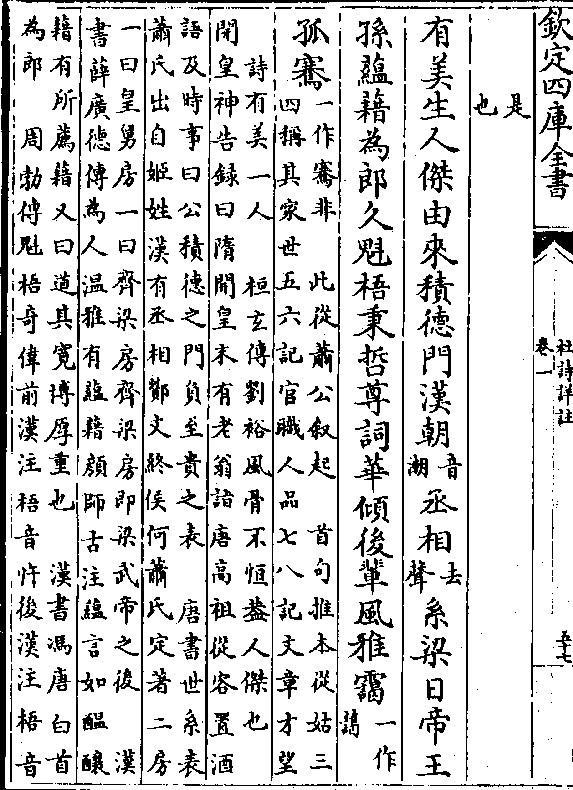 欽定四庫全書
杜詩詳註
卷一
五十七
是
也
有美生人傑由來積德門漢朝音潮丞相去聲系梁日帝王
孫蘊藉為郎久魁梧秉哲尊詞華傾後輩風雅靄一作藹
孤鶱一作騫非 此從蕭公叙起 首句推本從姑三
四稱其家世五六記官職人品七八記文章才望
詩有美一人 桓玄傳劉裕風骨不恒葢人傑也
開皇神告録曰隋開皇末有老翁詣唐髙祖從容置酒
語及時事曰公積德之門負至貴之表 唐書世系表
蕭氏出自姬姓漢有丞相酇文終侯何蕭氏定著二房
一曰皇舅房一曰齊梁房齊梁房即梁武帝之後 漢
書薛廣德傳為人温雅有蘊藉顔師古注蘊言如醖釀
籍有所薦藉又曰道其寛博厚重也 漢書馮唐白首
為郎 周勃傳魁梧奇偉前漢注梧音忤後漢注梧音